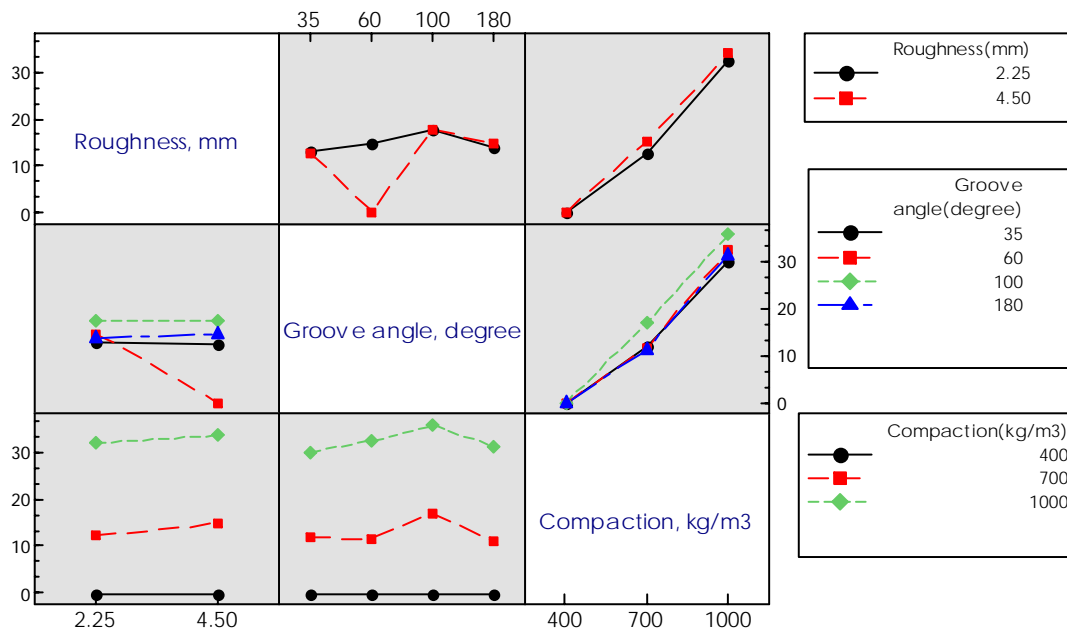 35 60 100 180
30
20
10
0
Roughness, mm
Roughness(mm)
2.25
4.50
Groove angle, degree
30
20
10
0
Groove
angle(degree)
35
60
100
180
30
20
10
0
Compaction, kg/m3
Compaction(kg/m3)
400
700
1000
2.25 4.50 400 700 1000